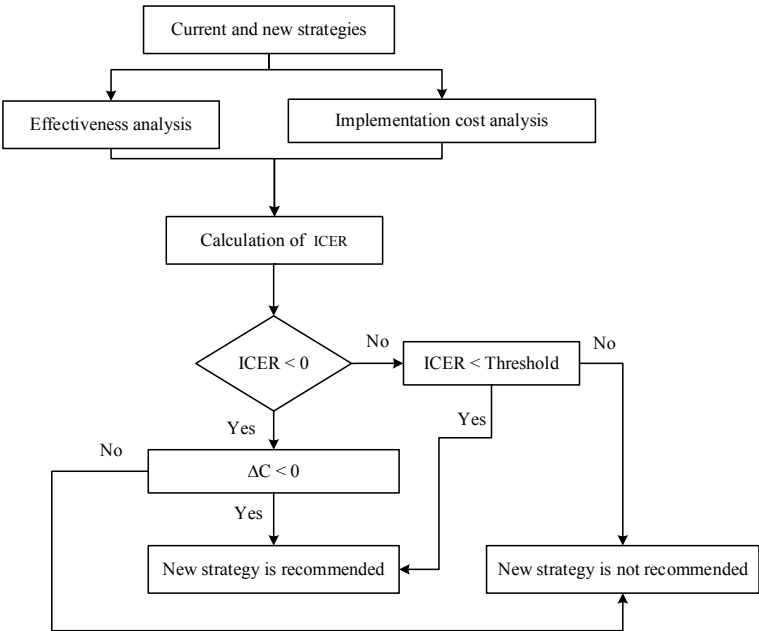 Current and new strategies
Effectiveness analysis
Implementation cost analysis
Calculation of ICER
ICER < 0
No
ICER < Threshold
No
Yes
Yes
No
ΔC < 0
Yes
New strategy is recommended
New strategy is not recommended